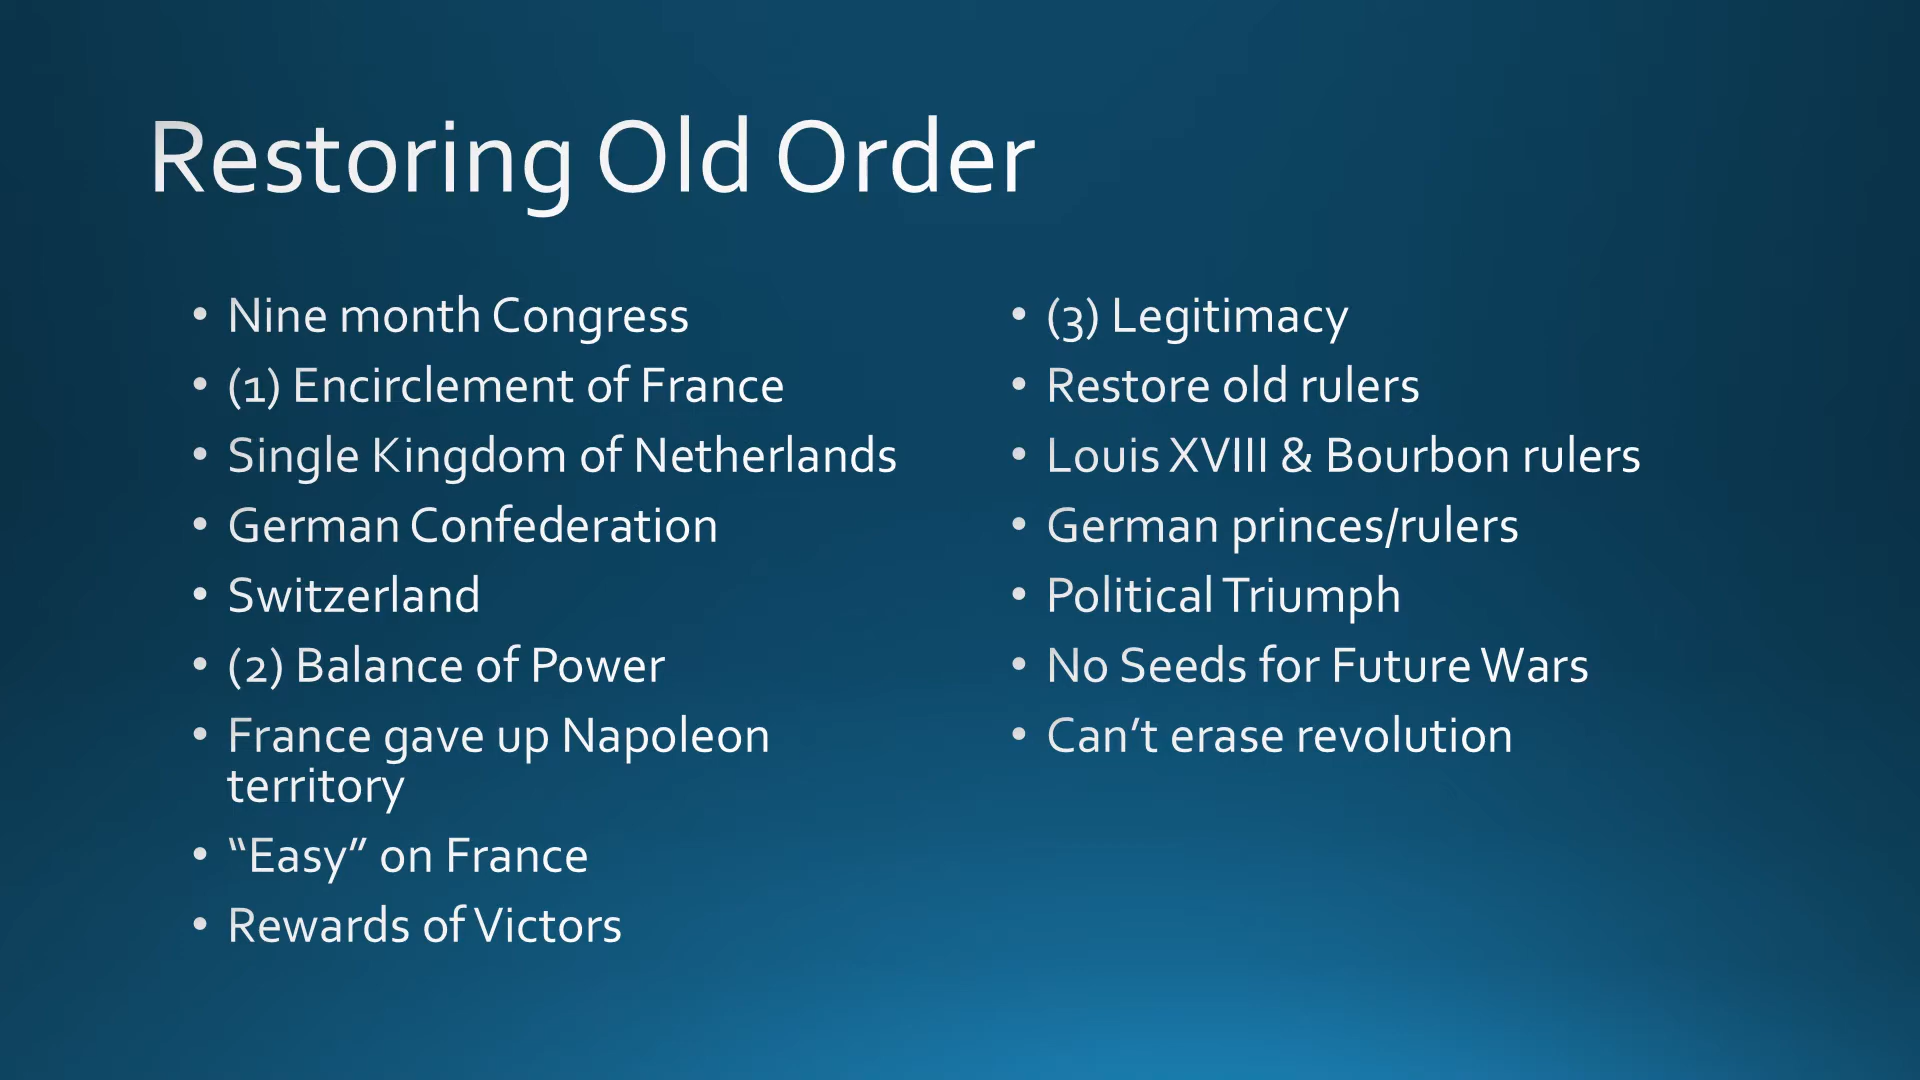 Restoring Old Order
• Nine month Congress
• (1) Encirclement of France
• Single Kingdom of Netherlands
• German Confederation
• Switzerland
• (2) Balance of Power
• France gave up Napoleon
territory
• “Easy” on France
• Rewards of Victors
• (3) Legitimacy
• Restore old rulers
• Louis XVIII & Bourbon rulers
• German princes/rulers
• Political Triumph
• No Seeds for Future Wars
• Can’t erase revolution